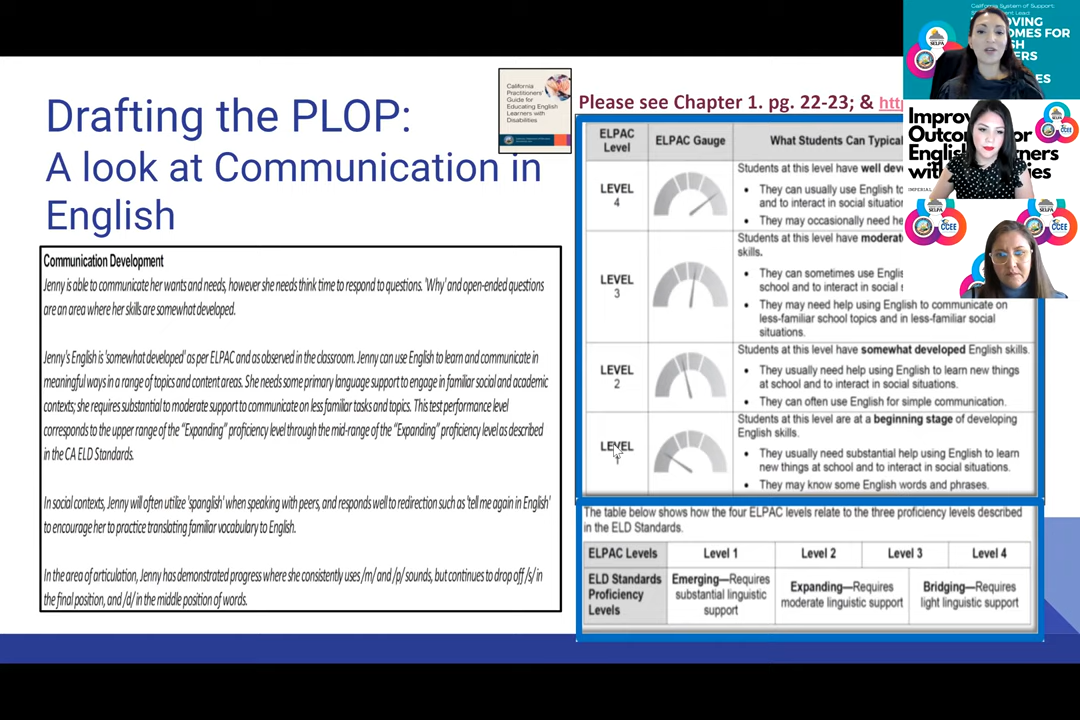 Drafting the PLOP:
A look at Communication in
English
California
Practitioners'
Guide for
Educating English
Learners with
Disabilities
Please see Chapter 1. pg. 22-23; &
Communication Development
Jenny is able to communicate her wants and needs, however she needs think time to respond to questions. 'Why' and open-ended questions
are an area where her skills are somewhat developed.
Jenny's English is 'somewhat developed' as per ELPAC and as observed in the classroom. Jenny can use English to learn and communicate in
meaningful ways in a range of topics and content areas. She needs some primary language support to engage in familiar social and academic
contexts; she requires substantial to moderate support to communicate on less familiar tasks and topics. This test performance level
corresponds to the upper range of the "Expanding" proficiency level through the mid-range of the "Expanding" proficiency level as described
in the CA ELD Standards.
In social contexts, Jenny will often utilize 'spanglish' when speaking with peers, and responds well to redirection such as 'tell me again in English'
to encourage her to practice translating familiar vocabulary to English.
In the area of articulation, Jenny has demonstrated progress where she consistently uses /m/ and /p/ sounds, but continues to drop off /s/ in
the final position, and /d/ in the middle position of words.
ELPAC Level
ELPAC Gauge
What Students Can
LEVEL 4
Students at this level have well
They can usually use English to
and to interact in social
They may occasionally need
LEVEL 3
Students at this level have
skills.
They can sometimes use
school and to interact in social
They may need help using English to communicate on
less-familiar school topics and in less-familiar social
situations.
LEVEL 2
Students at this level have somewhat developed English skills.
They usually need help using English to learn new things
at school and to interact in social situations.
They can often use English for simple communication.
LEVEL 1
Students at this level are at a beginning stage of developing
English skills.
They usually need substantial help using English to learn
new things at school and to interact in social situations.
They may know some English words and phrases.
The table below shows how the four ELPAC levels relate to the three proficiency levels described
in the ELD Standards.
ELPAC Levels
Level 1
Level 2
Level 3
Level 4
ELD Standards Proficiency Levels
Emerging—Requires
substantial linguistic
support
Expanding—Requires
moderate linguistic support
Bridging—Requires
light linguistic support
California System of Support
SELPA
SELPA
CCEE
CCEE